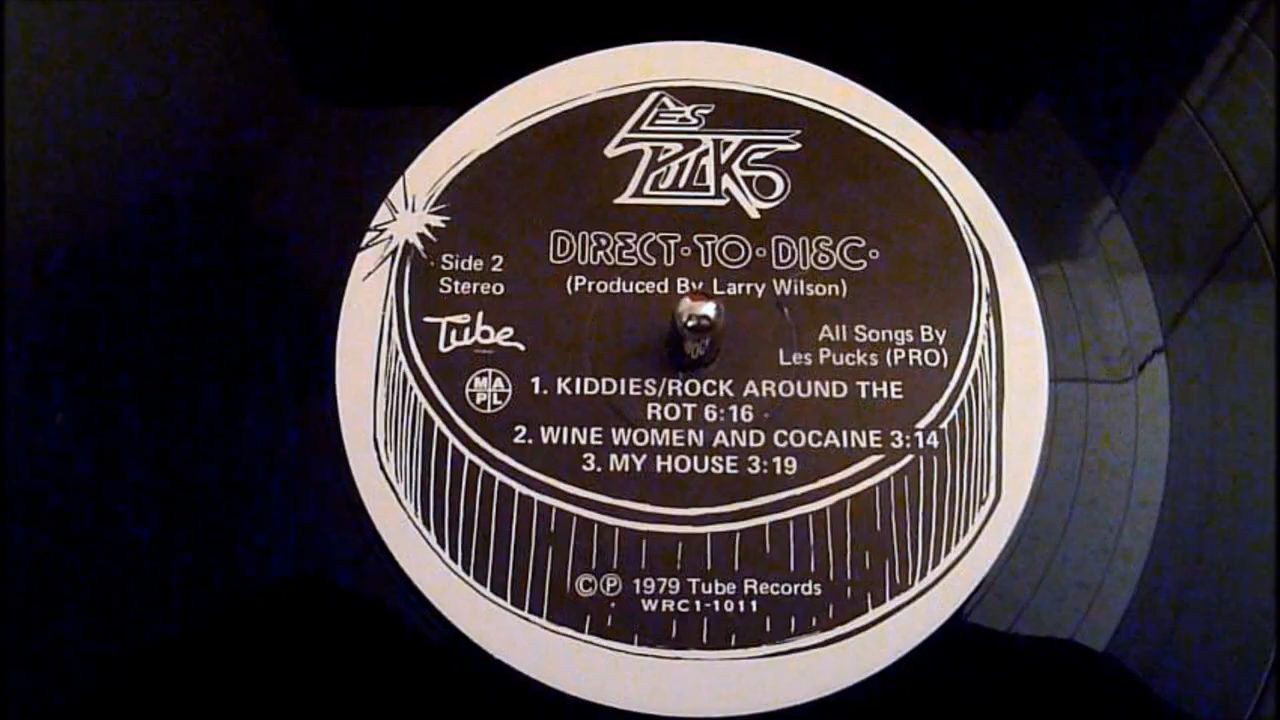 LES
PUCKS
DIRECT·TO·DISC·
Side 2
Stereo
(Produced By Larry Wilson)
Tube
All Songs By
Les Pucks (PRO)
MAPL
1. KIDDIES/ROCK AROUND THE
ROT 6:16
2. WINE WOMEN AND COCAINE 3:14
3. MY HOUSE 3:19
©℗ 1979 Tube Records
WRC1-1011